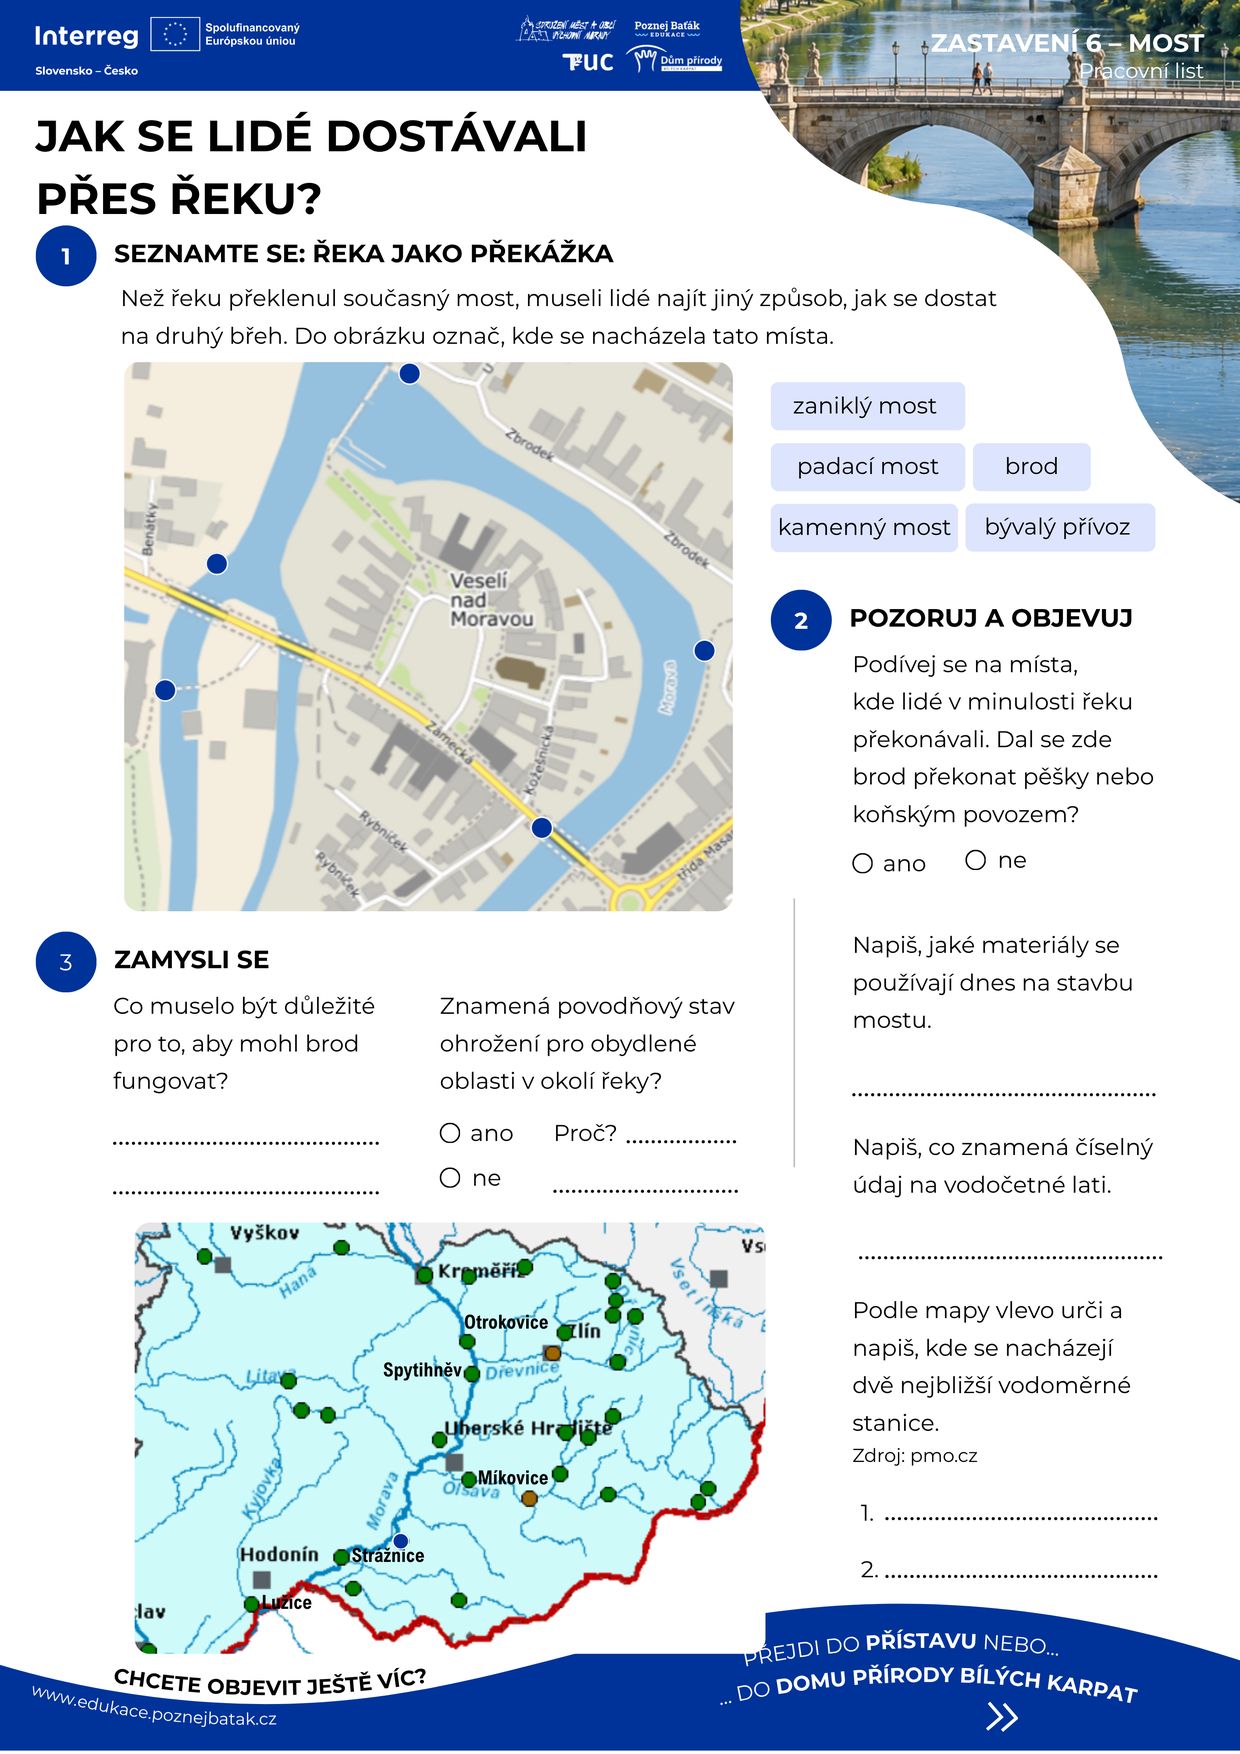 Interreg
Spolufinancovaný
Európskou úniou
Slovensko – Česko
Poznej Baťák
EDUKACE
TUC
Dům přírody
ZASTAVENÍ 6 – MOST
Pracovní list
JAK SE LIDÉ DOSTÁVALI
PŘES ŘEKU?
1
SEZNAMTE SE: ŘEKA JAKO PŘEKÁŽKA
Než řeku překlenul současný most, museli lidé najít jiný způsob, jak se dostat
na druhý břeh. Do obrázku označ, kde se nacházela tato místa.
Zbrodek
Zbrodek
Benátky
Veselí
nad
Moravou
Morava
Zámecká
Kožešnická
Rybníček
Rybníček
třída Masa
zaniklý most
padací most
brod
kamenný most
bývalý přívoz
2
POZORUJ A OBJEVUJ
Podívej se na místa,
kde lidé v minulosti řeku
překonávali. Dal se zde
brod překonat pěšky nebo
koňským povozem?
ano
ne
Napiš, jaké materiály se
používají dnes na stavbu
mostu.
Napiš, co znamená číselný
údaj na vodočetné lati.
Podle mapy vlevo urči a
napiš, kde se nacházejí
dvě nejbližší vodoměrné
stanice.
Zdroj: pmo.cz
1.
2.
3
ZAMYSLI SE
Co muselo být důležité
pro to, aby mohl brod
fungovat?
Znamená povodňový stav
ohrožení pro obydlené
oblasti v okolí řeky?
ano
Proč?
ne
Vyškov
Vs
Kroměříž
Haná
Vsetínská
Otrokovice
Zlín
Spytihněv
Dřevnice
Litava
Uherské Hradiště
Míkovice
Olšava
Kyjovka
Morava
Hodonín
Strážnice
Lužice
lav
CHCETE OBJEVIT JEŠTĚ VÍC?
www.edukace.poznejbatak.cz
PŘEJDI DO PŘÍSTAVU NEBO...
... DO DOMU PŘÍRODY BÍLÝCH KARPAT